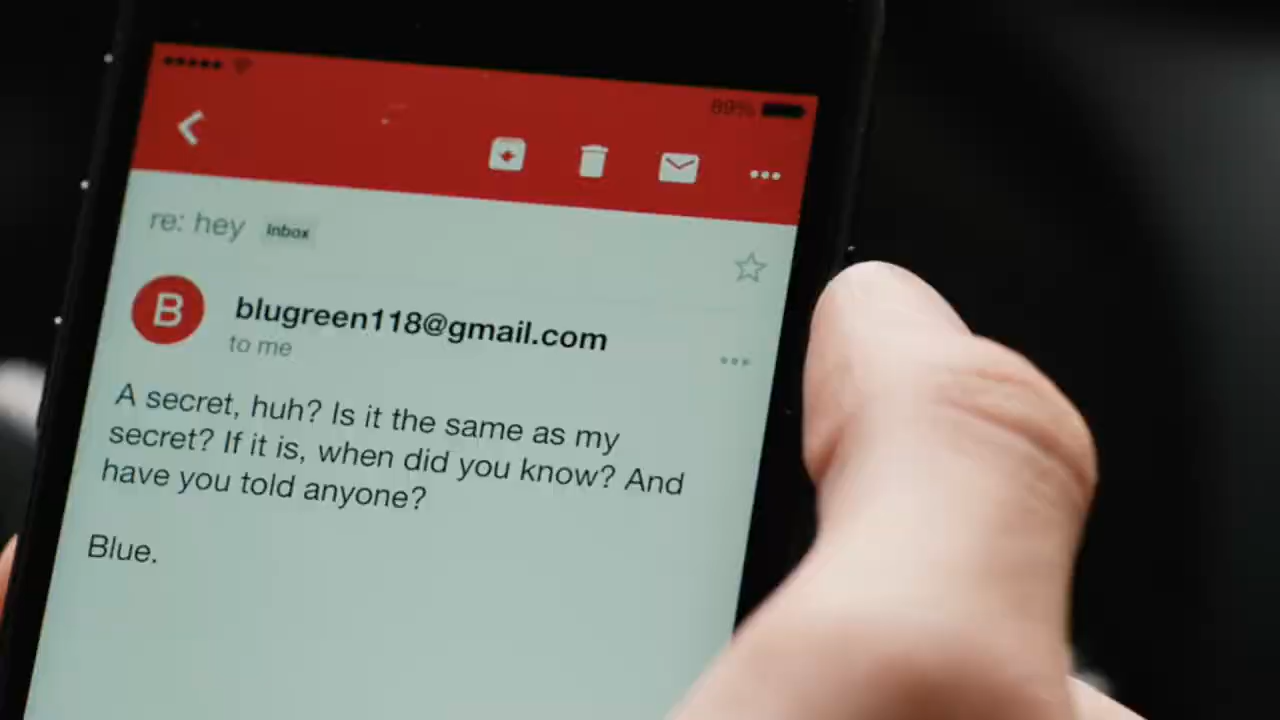 89%
re: hey Inbox
B blugreen118@gmail.com
to me
A secret, huh? Is it the same as my
secret? If it is, when did you know? And
have you told anyone?
Blue.